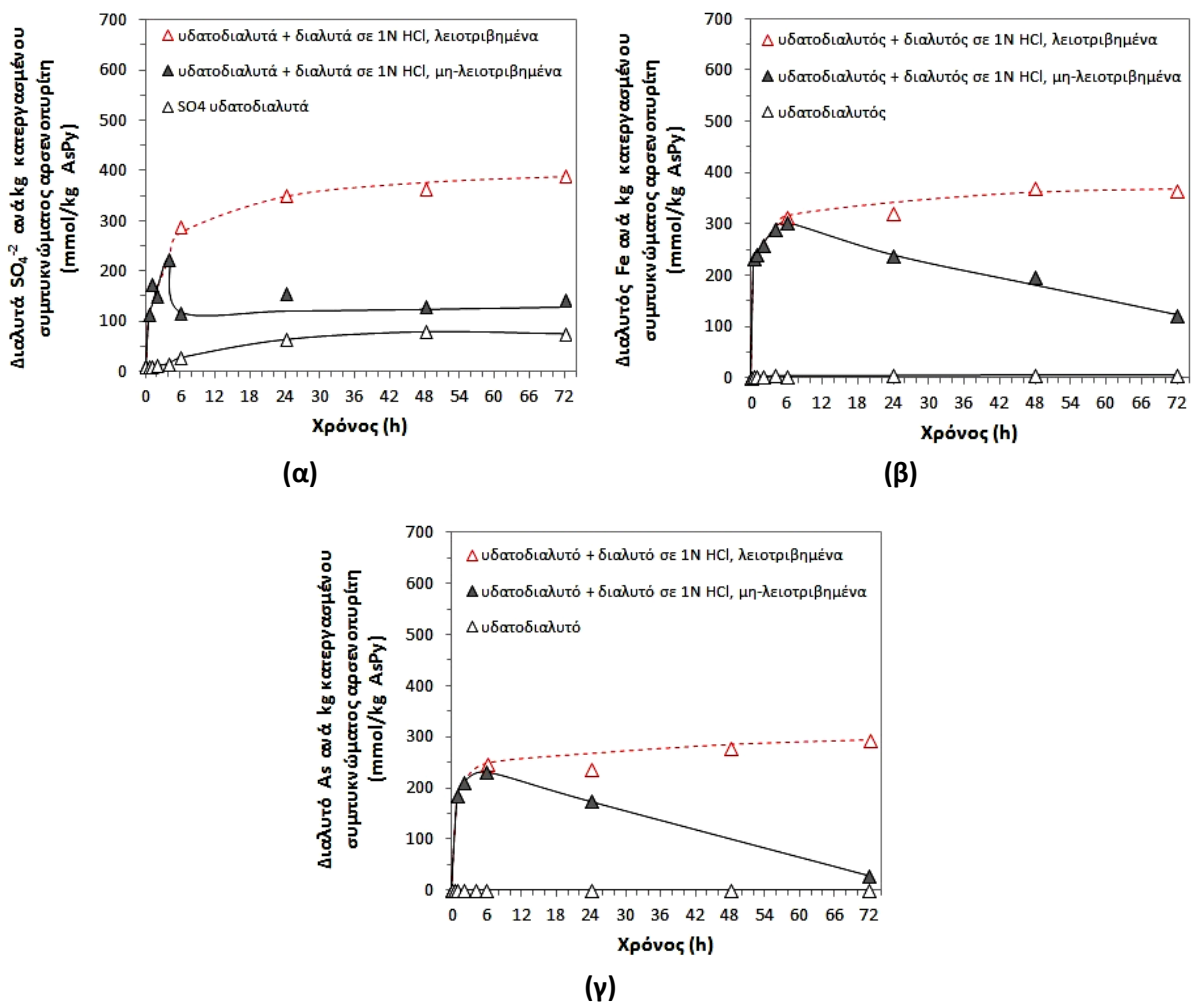 Διαλυτά SO₄⁻² ανά kg κατεργασμένου
συμπυκνώματος αρσενοπυρίτη
(mmol/kg AsPy)
700
600
500
400
300
200
100
0
υδατοδιαλυτά + διαλυτά σε 1N HCl, λειοτριβημένα
υδατοδιαλυτά + διαλυτά σε 1N HCl, μη-λειοτριβημένα
SO4 υδατοδιαλυτά
0 6 12 18 24 30 36 42 48 54 60 66 72
Χρόνος (h)
(α)
Διαλυτός Fe ανά kg κατεργασμένου
συμπυκνώματος αρσενοπυρίτη
(mmol/kg AsPy)
700
600
500
400
300
200
100
0
υδατοδιαλυτός + διαλυτός σε 1N HCl, λειοτριβημένα
υδατοδιαλυτός + διαλυτός σε 1N HCl, μη-λειοτριβημένα
υδατοδιαλυτός
0 6 12 18 24 30 36 42 48 54 60 66 72
Χρόνος (h)
(β)
Διαλυτό As ανά kg κατεργασμένου
συμπυκνώματος αρσενοπυρίτη
(mmol/kg AsPy)
700
600
500
400
300
200
100
0
υδατοδιαλυτό + διαλυτό σε 1N HCl, λειοτριβημένα
υδατοδιαλυτό + διαλυτό σε 1N HCl, μη-λειοτριβημένα
υδατοδιαλυτό
0 6 12 18 24 30 36 42 48 54 60 66 72
Χρόνος (h)
(γ)